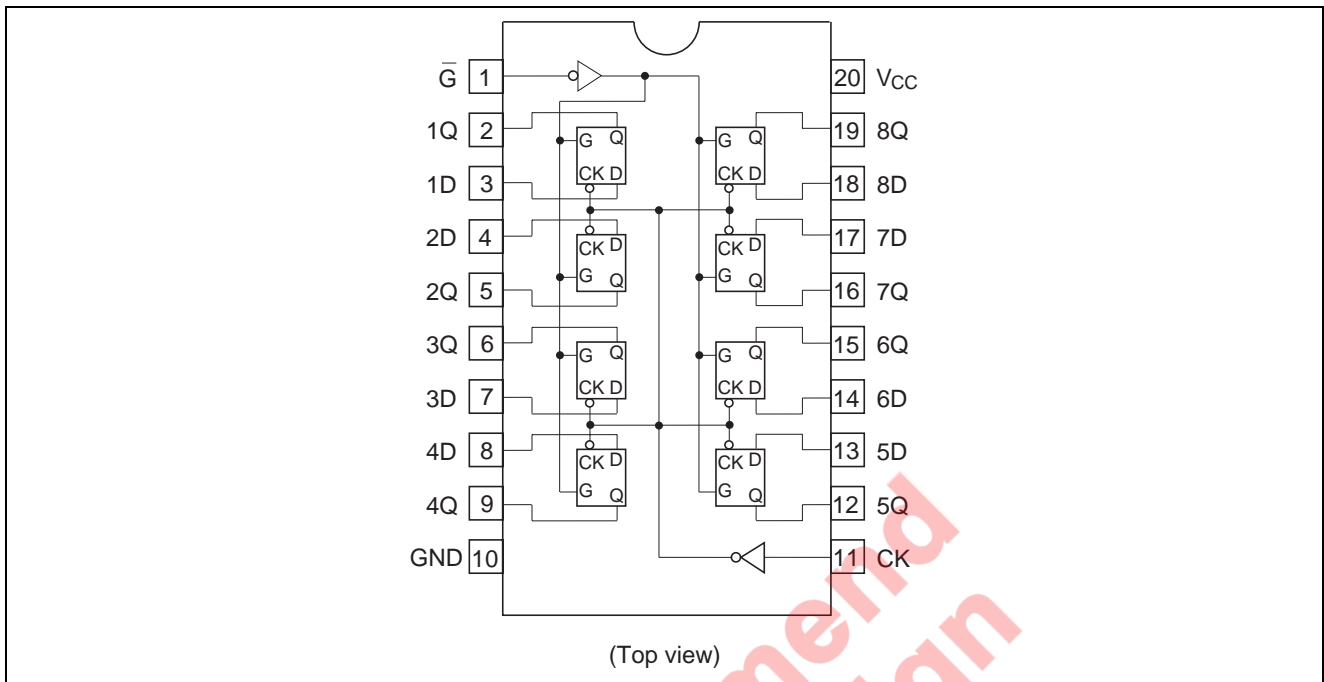 G̅ 1
20 VCC
1Q 2
G Q
G Q
19 8Q
1D 3
CK D
CK D
18 8D
2D 4
CK D
CK D
17 7D
2Q 5
G Q
G Q
16 7Q
3Q 6
G Q
G Q
15 6Q
3D 7
CK D
CK D
14 6D
4D 8
CK D
CK D
13 5D
4Q 9
G Q
G Q
12 5Q
GND 10
11 CK
(Top view)